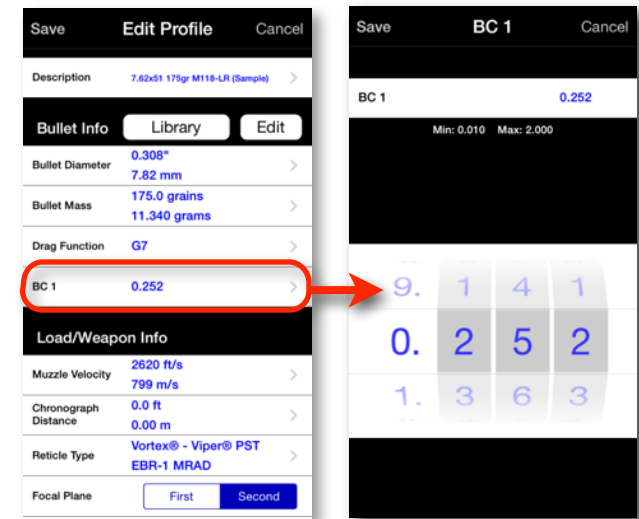 Save Edit Profile Cancel
Description 7.62x51 175gr M118-LR (Sample)
Bullet Info Library Edit
Bullet Diameter 0.308"
7.82 mm
Bullet Mass 175.0 grains
11.340 grams
Drag Function G7
BC 1 0.252
Load/Weapon Info
Muzzle Velocity 2620 ft/s
799 m/s
Chronograph Distance 0.0 ft
0.00 m
Reticle Type Vortex® - Viper® PST
EBR-1 MRAD
Focal Plane First Second
Save BC 1 Cancel
BC 1 0.252
Min: 0.010 Max: 2.000
9. 1 4 1
0. 2 5 2
1. 3 6 3